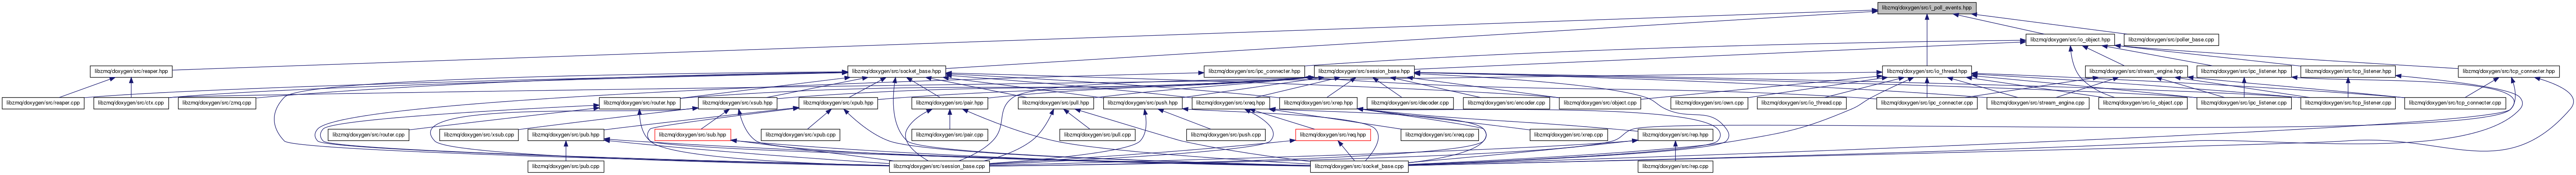 libzmq/doxygen/src/i_poll_events.hpp
libzmq/doxygen/src/io_object.hpp
libzmq/doxygen/src/poller_base.cpp
libzmq/doxygen/src/reaper.hpp
libzmq/doxygen/src/socket_base.hpp
libzmq/doxygen/src/ipc_connecter.hpp
libzmq/doxygen/src/session_base.hpp
libzmq/doxygen/src/io_thread.hpp
libzmq/doxygen/src/stream_engine.hpp
libzmq/doxygen/src/ipc_listener.hpp
libzmq/doxygen/src/tcp_listener.hpp
libzmq/doxygen/src/tcp_connecter.hpp
libzmq/doxygen/src/reaper.cpp
libzmq/doxygen/src/ctx.cpp
libzmq/doxygen/src/zmq.cpp
libzmq/doxygen/src/router.hpp
libzmq/doxygen/src/xsub.hpp
libzmq/doxygen/src/xpub.hpp
libzmq/doxygen/src/pair.hpp
libzmq/doxygen/src/pull.hpp
libzmq/doxygen/src/push.hpp
libzmq/doxygen/src/xreq.hpp
libzmq/doxygen/src/xrep.hpp
libzmq/doxygen/src/decoder.cpp
libzmq/doxygen/src/encoder.cpp
libzmq/doxygen/src/object.cpp
libzmq/doxygen/src/own.cpp
libzmq/doxygen/src/io_thread.cpp
libzmq/doxygen/src/ipc_connecter.cpp
libzmq/doxygen/src/stream_engine.cpp
libzmq/doxygen/src/io_object.cpp
libzmq/doxygen/src/ipc_listener.cpp
libzmq/doxygen/src/tcp_listener.cpp
libzmq/doxygen/src/tcp_connecter.cpp
libzmq/doxygen/src/router.cpp
libzmq/doxygen/src/xsub.cpp
libzmq/doxygen/src/pub.hpp
libzmq/doxygen/src/sub.hpp
libzmq/doxygen/src/xpub.cpp
libzmq/doxygen/src/pair.cpp
libzmq/doxygen/src/pull.cpp
libzmq/doxygen/src/push.cpp
libzmq/doxygen/src/req.hpp
libzmq/doxygen/src/xreq.cpp
libzmq/doxygen/src/xrep.cpp
libzmq/doxygen/src/rep.hpp
libzmq/doxygen/src/pub.cpp
libzmq/doxygen/src/session_base.cpp
libzmq/doxygen/src/socket_base.cpp
libzmq/doxygen/src/rep.cpp